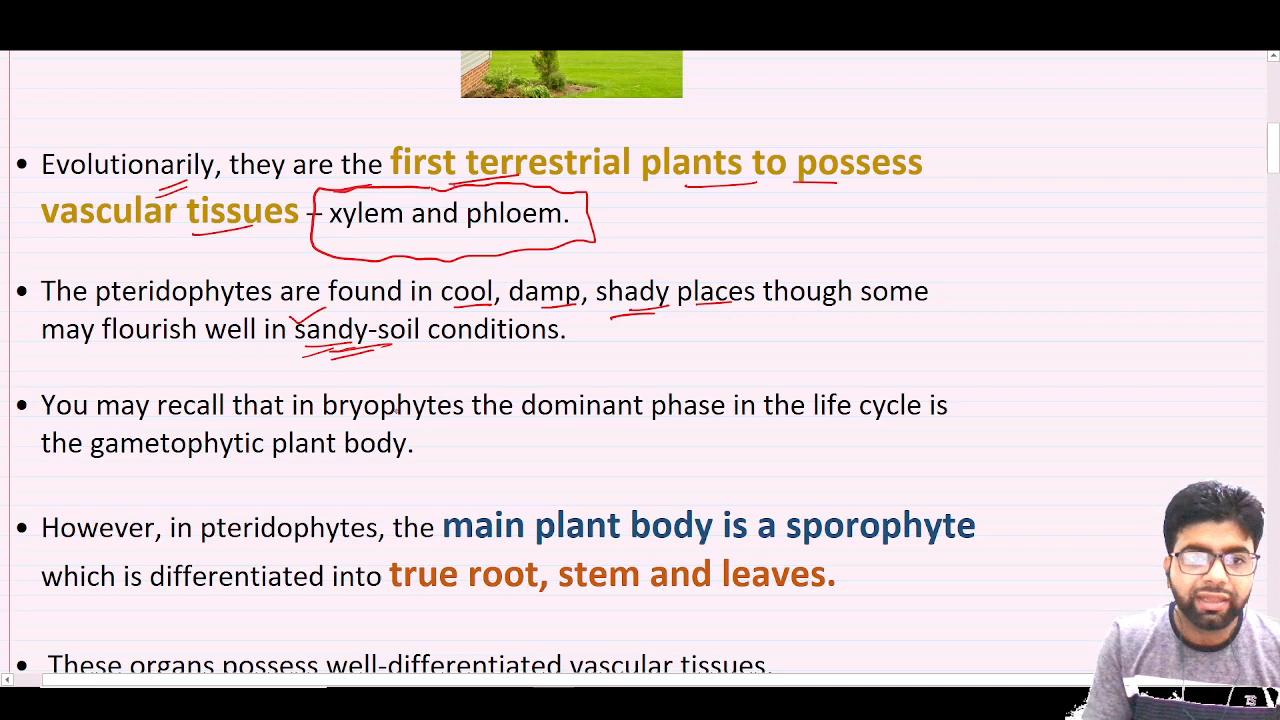 • Evolutionarily, they are the first terrestrial plants to possess
vascular tissues – xylem and phloem.
• The pteridophytes are found in cool, damp, shady places though some
may flourish well in sandy-soil conditions.
• You may recall that in bryophytes the dominant phase in the life cycle is
the gametophytic plant body.
• However, in pteridophytes, the main plant body is a sporophyte
which is differentiated into true root, stem and leaves.
• These organs possess well-differentiated vascular tissues.